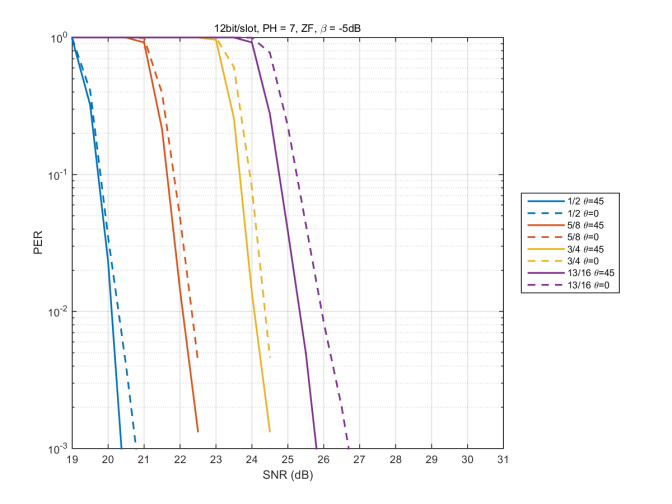 12bit/slot, PH = 7, ZF, β = -5dB
10^0
10^-1
10^-2
10^-3
PER
19 20 21 22 23 24 25 26 27 28 29 30 31
SNR (dB)
1/2 θ=45
1/2 θ=0
5/8 θ=45
5/8 θ=0
3/4 θ=45
3/4 θ=0
13/16 θ=45
13/16 θ=0